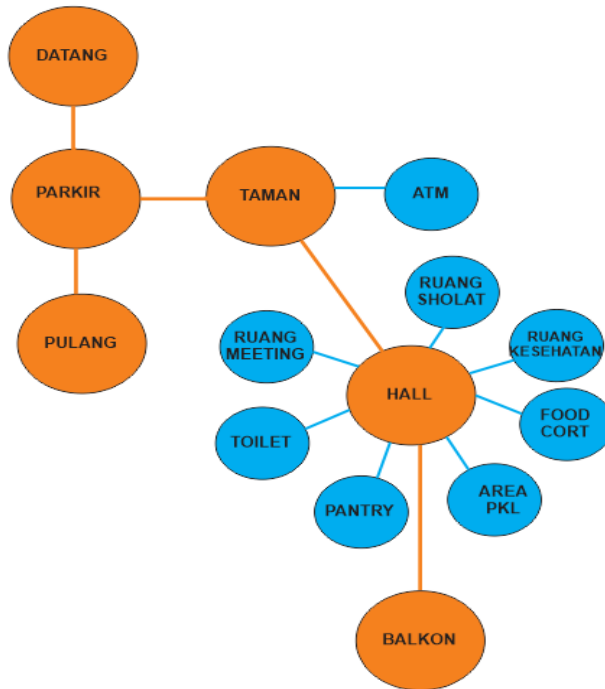 DATANG
PARKIR
TAMAN
ATM
PULANG
RUANG
SHOLAT
RUANG
MEETING
RUANG
KESEHATAN
HALL
FOOD
CORT
TOILET
AREA
PKL
PANTRY
BALKON